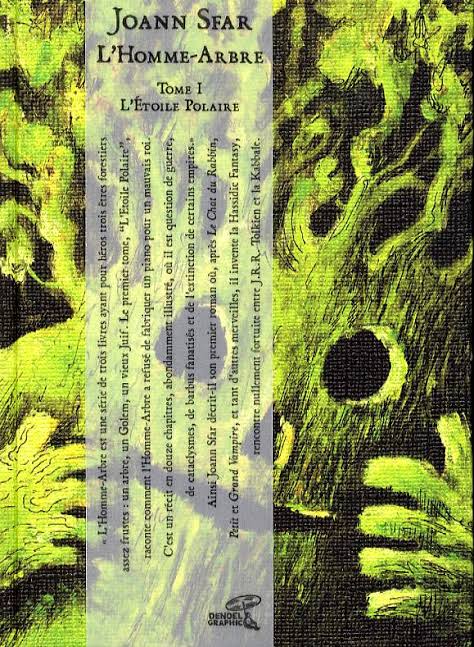 JOANN SFAR
L'HOMME-ARBRE
TOME I
L'ÉTOILE POLAIRE
« L'Homme-Arbre est une série de trois livres ayant pour héros trois êtres forestiers
assez frustes : un arbre, un Golem, un vieux Juif. Le premier tome, "L'Etoile Polaire",
raconte comment l'Homme-Arbre a refusé de fabriquer un piano pour un mauvais roi.
C'est un récit en douze chapitres, abondamment illustré, où il est question de guerre,
de cataclysmes, de barbus fanatisés et de l'extinction de certains empires.»
Ainsi Joann Sfar décrit-il son premier roman où, après Le Chat du Rabbin,
Petit et Grand Vampire, et tant d'autres merveilles, il invente la Hassidic Fantasy,
rencontre nullement fortuite entre J.R.R. Tolkien et la Kabbale.
DENOEL
GRAPHIC